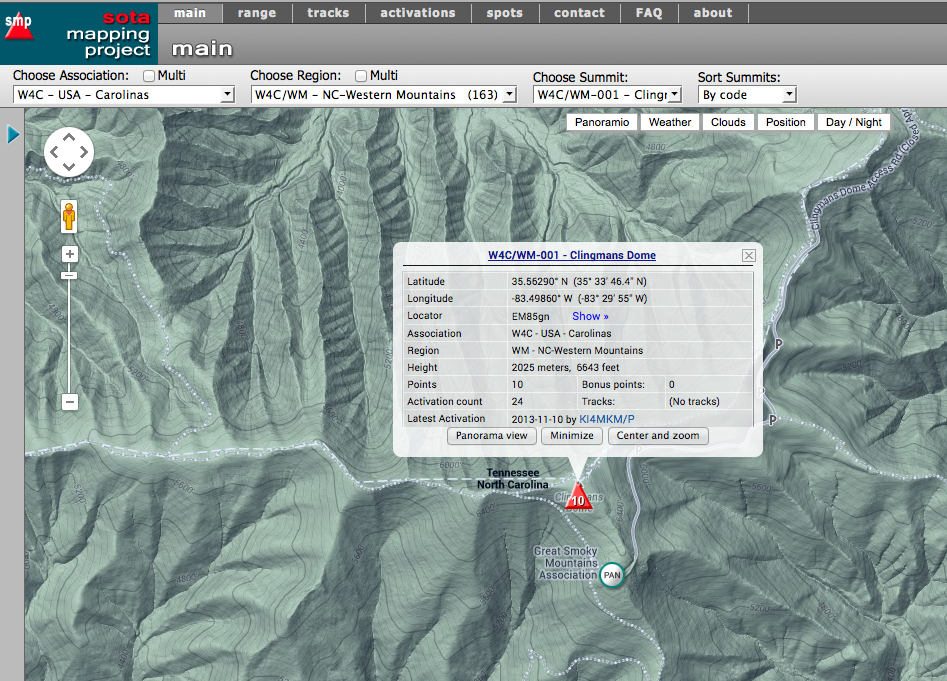 smp
sota
mapping
project
main range tracks activations spots contact FAQ about
main
Choose Association: Multi
W4C - USA - Carolinas
Choose Region: Multi
W4C/WM - NC-Western Mountains (163)
Choose Summit:
W4C/WM-001 - Clingr
Sort Summits:
By code
Panoramio Weather Clouds Position Day / Night
4800
Clingmans Dome Access Rd (Closed
5200
W4C/WM-001 - Clingmans Dome
Latitude 35.56290° N (35° 33' 46.4" N)
Longitude -83.49860° W (-83° 29' 55" W)
Locator EM85gn Show »
Association W4C - USA - Carolinas
Region WM - NC-Western Mountains
Height 2025 meters, 6643 feet
Points 10 Bonus points: 0
Activation count 24 Tracks: (No tracks)
Latest Activation 2013-11-10 by KI4MKM/P
Panorama view Minimize Center and zoom
P
P
6000
Tennessee
North Carolina
Clingmans
Dome
10
5600
Great Smoky
Mountains
Association
PAN
4800
5200